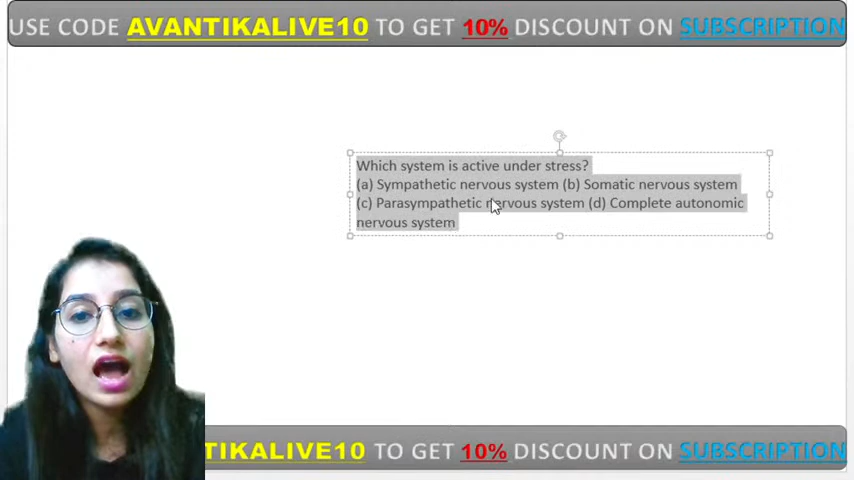 USE CODE AVANTIKALIVE10 TO GET 10% DISCOUNT ON SUBSCRIPTION
Which system is active under stress?
(a) Sympathetic nervous system (b) Somatic nervous system
(c) Parasympathetic nervous system (d) Complete autonomic
nervous system
TIKALIVE10 TO GET 10% DISCOUNT ON SUBSCRIPTION